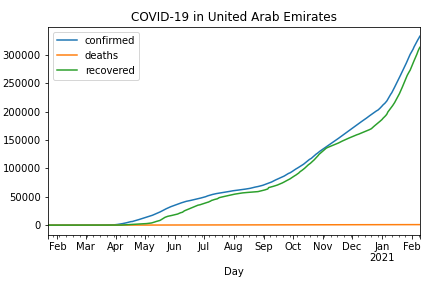 COVID-19 in United Arab Emirates
confirmed
deaths
recovered
300000
250000
200000
150000
100000
50000
0
Feb Mar Apr May Jun Jul Aug Sep Oct Nov Dec Jan Feb
2021
Day